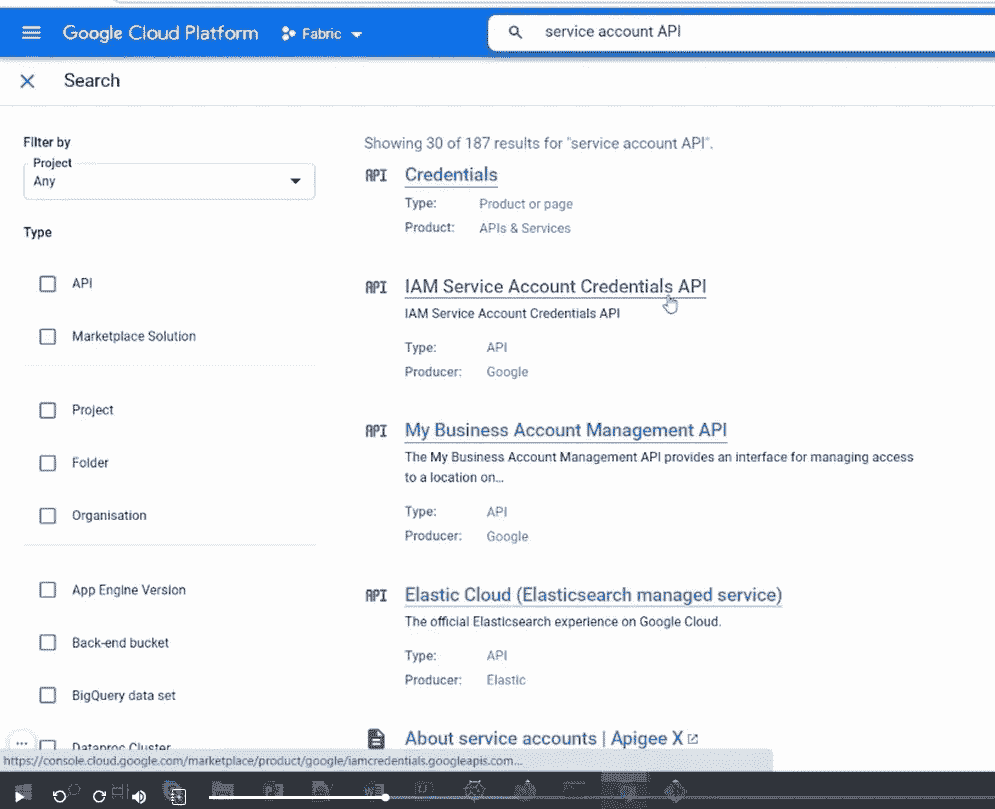 Google Cloud Platform
Fabric
service account API
Search
Filter by
Project
Any
Type
API
Marketplace Solution
Project
Folder
Organisation
App Engine Version
Back-end bucket
BigQuery data set
Dataproc Cluster
Showing 30 of 187 results for "service account API".
API Credentials
Type: Product or page
Product: APIs & Services
API IAM Service Account Credentials API
IAM Service Account Credentials API
Type: API
Producer: Google
API My Business Account Management API
The My Business Account Management API provides an interface for managing access
to a location on...
Type: API
Producer: Google
API Elastic Cloud (Elasticsearch managed service)
The official Elasticsearch experience on Google Cloud.
Type: API
Producer: Elastic
About service accounts | Apigee X
https://console.cloud.google.com/marketplace/product/google/iamcredentials.googleapis.com...